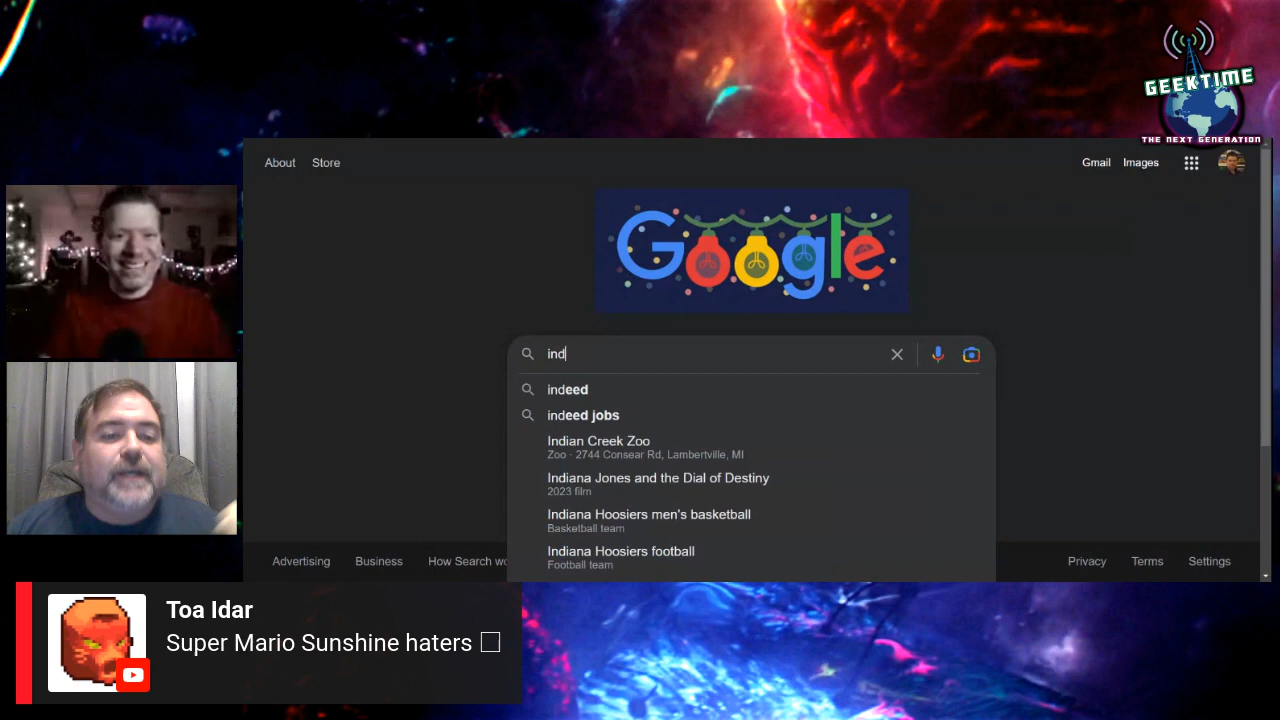 GEEKTIME
THE NEXT GENERATION
About Store
Gmail Images
Google
ind
indeed
indeed jobs
Indian Creek Zoo
Zoo · 2744 Consear Rd, Lambertville, MI
Indiana Jones and the Dial of Destiny
2023 film
Indiana Hoosiers men's basketball
Basketball team
Indiana Hoosiers football
Football team
Advertising Business How Search wo
Privacy Terms Settings
Toa Idar
Super Mario Sunshine haters